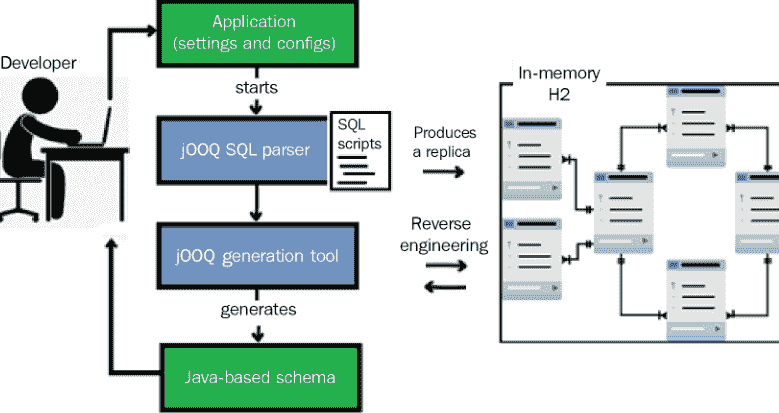 Application
(settings and configs)
Developer
starts
In-memory
H2
SQL
scripts
jOOQ SQL parser
Produces
a replica
Reverse
engineering
jOOQ generation tool
generates
Java-based schema